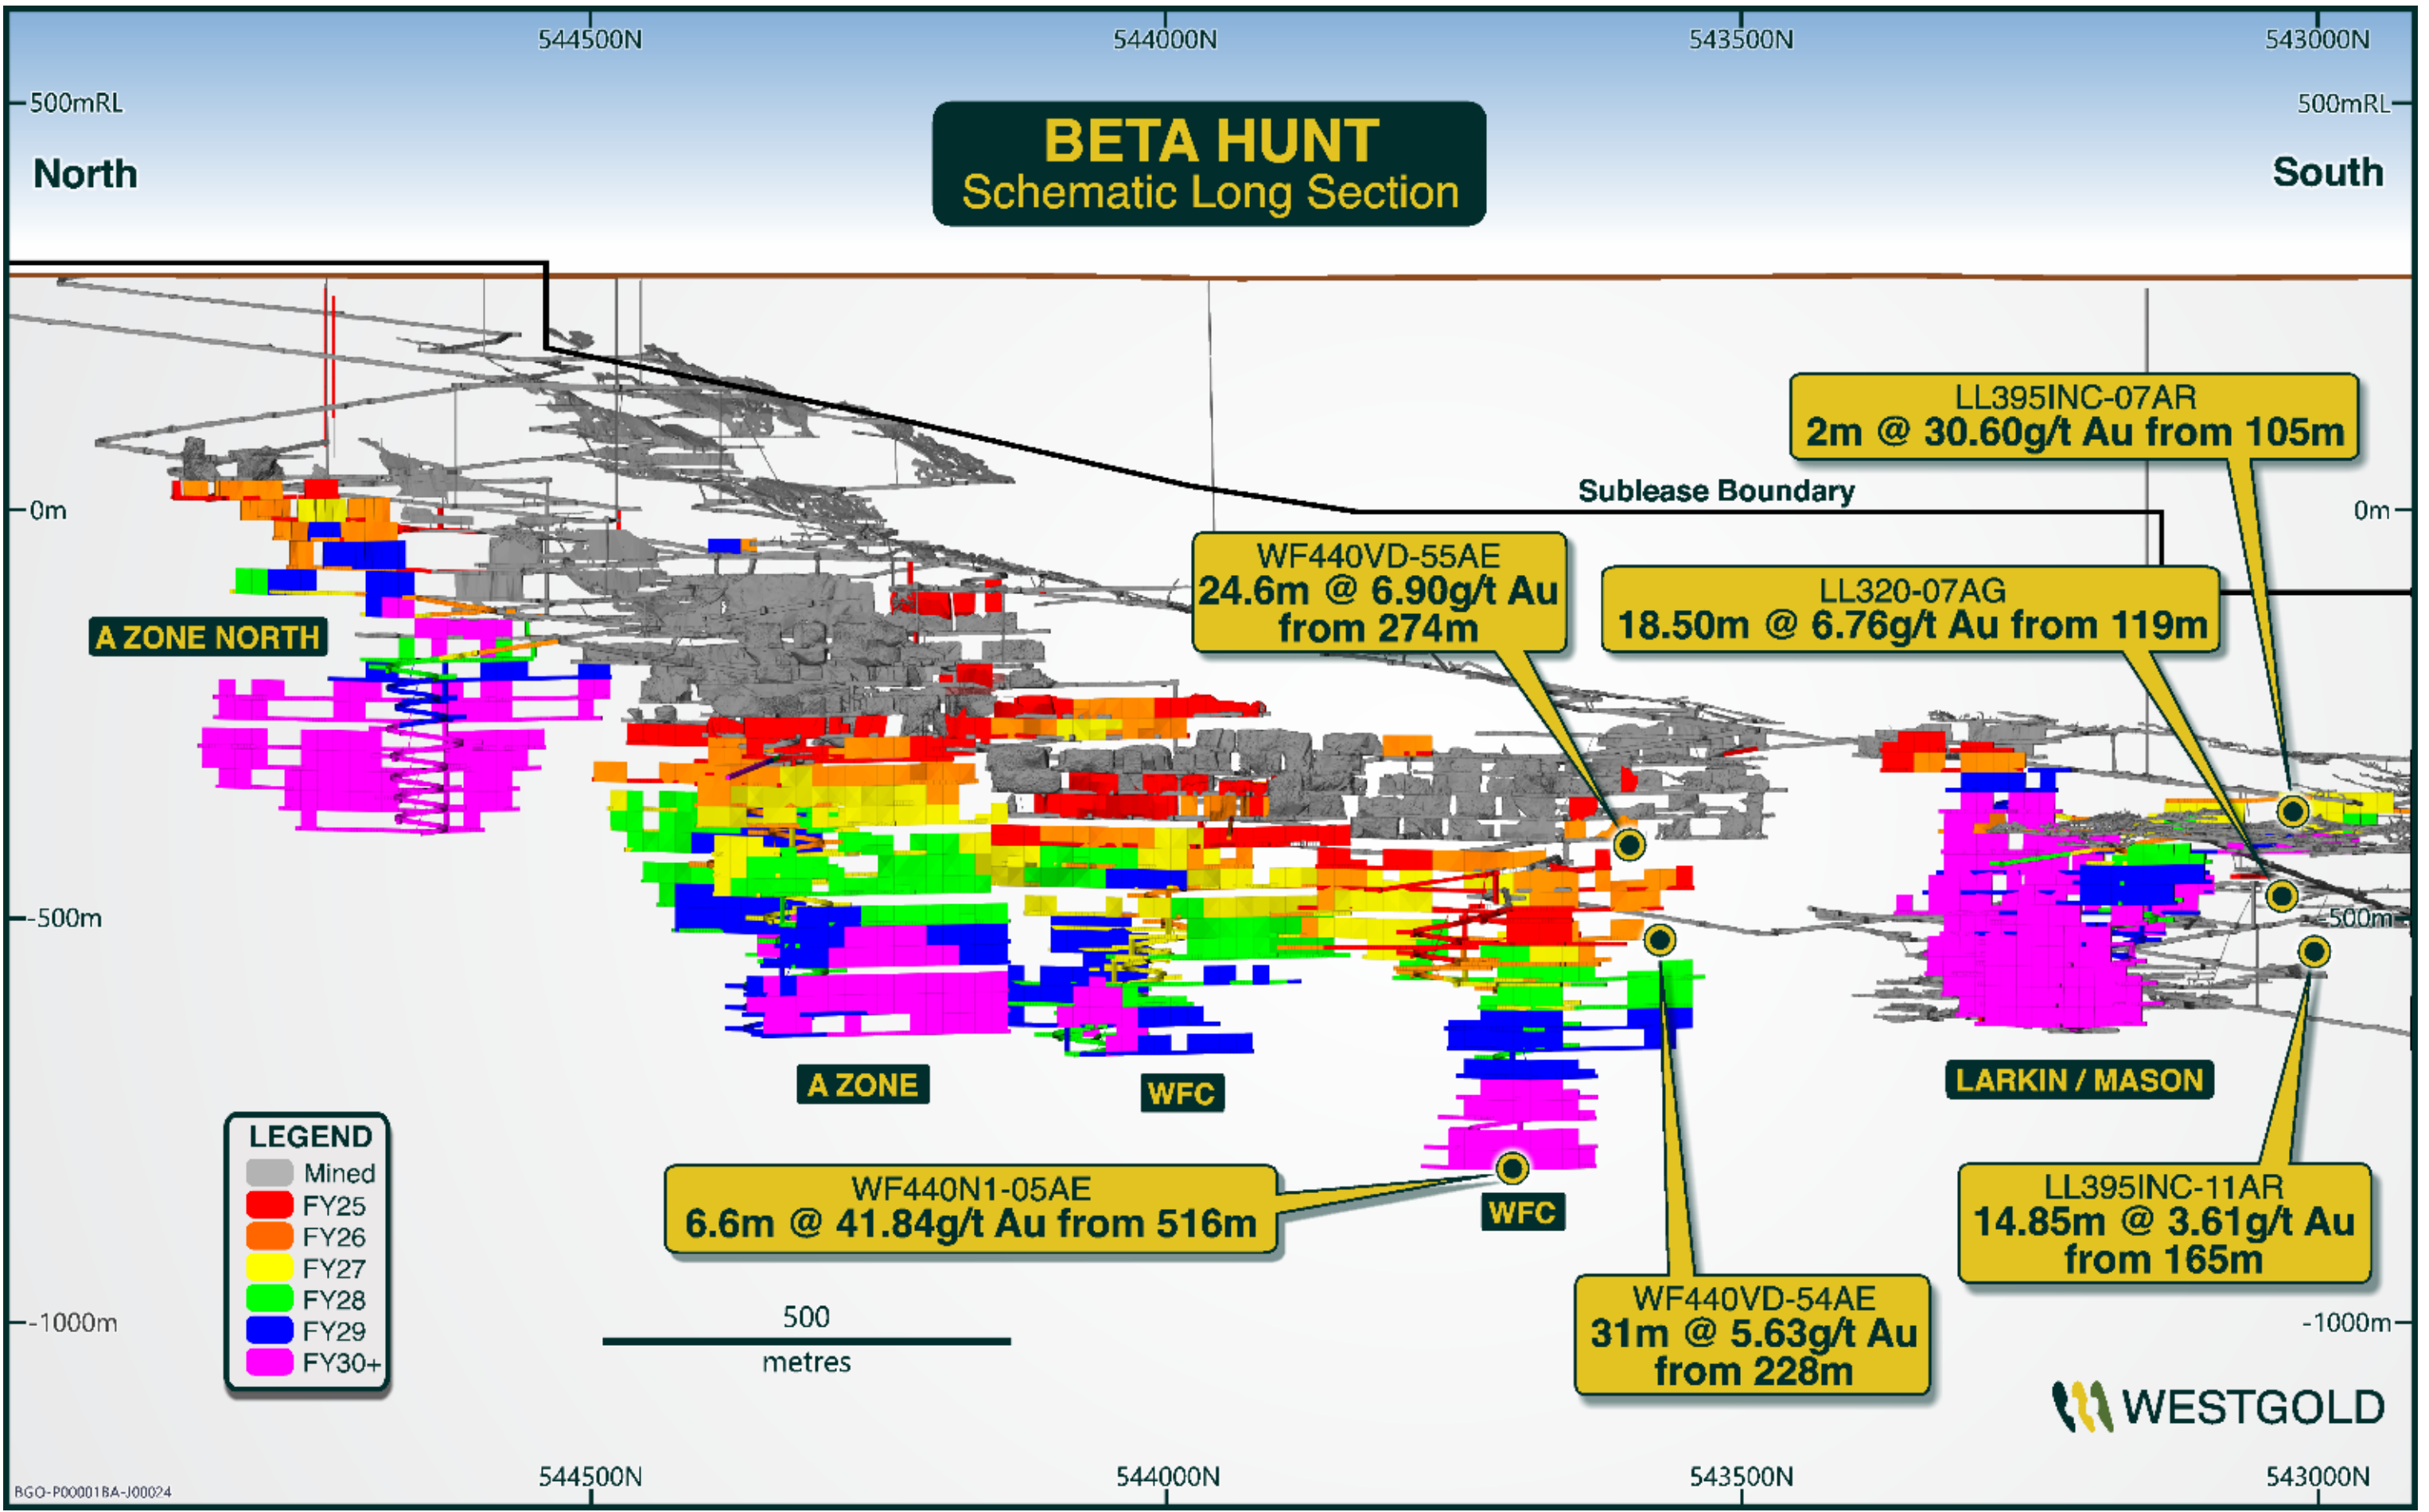 544500N
544000N
543500N
543000N
500mRL
500mRL
BETA HUNT
Schematic Long Section
North
South
LL395INC-07AR
2m @ 30.60g/t Au from 105m
Sublease Boundary
0m
0m
WF440VD-55AE
24.6m @ 6.90g/t Au
from 274m
LL320-07AG
18.50m @ 6.76g/t Au from 119m
A ZONE NORTH
-500m
-500m
A ZONE
WFC
LARKIN / MASON
LEGEND
Mined
FY25
FY26
FY27
FY28
FY29
FY30+
WF440N1-05AE
6.6m @ 41.84g/t Au from 516m
WFC
LL395INC-11AR
14.85m @ 3.61g/t Au
from 165m
WF440VD-54AE
31m @ 5.63g/t Au
from 228m
500
metres
-1000m
-1000m
WESTGOLD
544500N
544000N
543500N
543000N
BGO-P00001BA-J00024